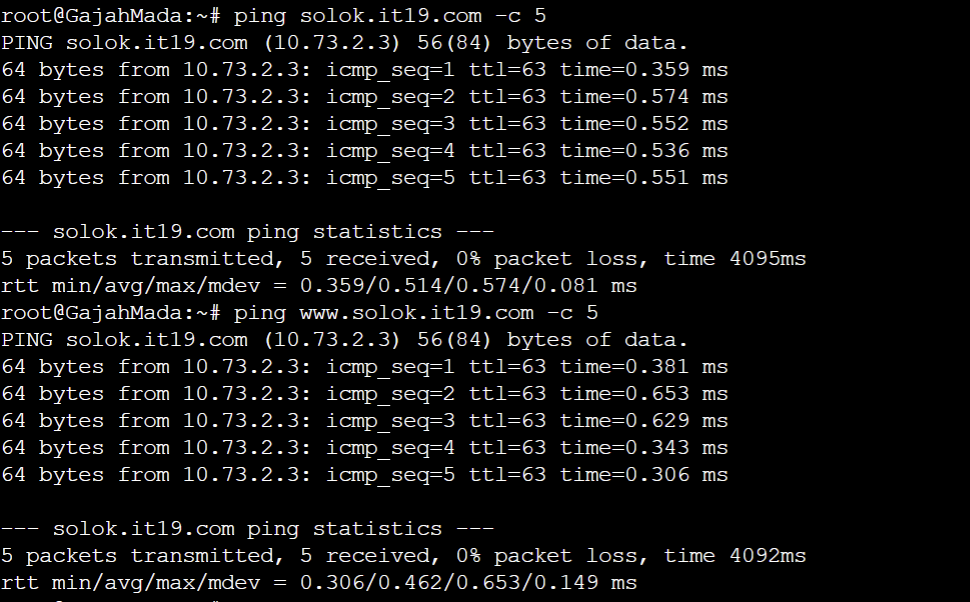 root@GajahMada:~# ping solok.it19.com -c 5
PING solok.it19.com (10.73.2.3) 56(84) bytes of data.
64 bytes from 10.73.2.3: icmp_seq=1 ttl=63 time=0.359 ms
64 bytes from 10.73.2.3: icmp_seq=2 ttl=63 time=0.574 ms
64 bytes from 10.73.2.3: icmp_seq=3 ttl=63 time=0.552 ms
64 bytes from 10.73.2.3: icmp_seq=4 ttl=63 time=0.536 ms
64 bytes from 10.73.2.3: icmp_seq=5 ttl=63 time=0.551 ms
--- solok.it19.com ping statistics ---
5 packets transmitted, 5 received, 0% packet loss, time 4095ms
rtt min/avg/max/mdev = 0.359/0.514/0.574/0.081 ms
root@GajahMada:~# ping www.solok.it19.com -c 5
PING solok.it19.com (10.73.2.3) 56(84) bytes of data.
64 bytes from 10.73.2.3: icmp_seq=1 ttl=63 time=0.381 ms
64 bytes from 10.73.2.3: icmp_seq=2 ttl=63 time=0.653 ms
64 bytes from 10.73.2.3: icmp_seq=3 ttl=63 time=0.629 ms
64 bytes from 10.73.2.3: icmp_seq=4 ttl=63 time=0.343 ms
64 bytes from 10.73.2.3: icmp_seq=5 ttl=63 time=0.306 ms
--- solok.it19.com ping statistics ---
5 packets transmitted, 5 received, 0% packet loss, time 4092ms
rtt min/avg/max/mdev = 0.306/0.462/0.653/0.149 ms